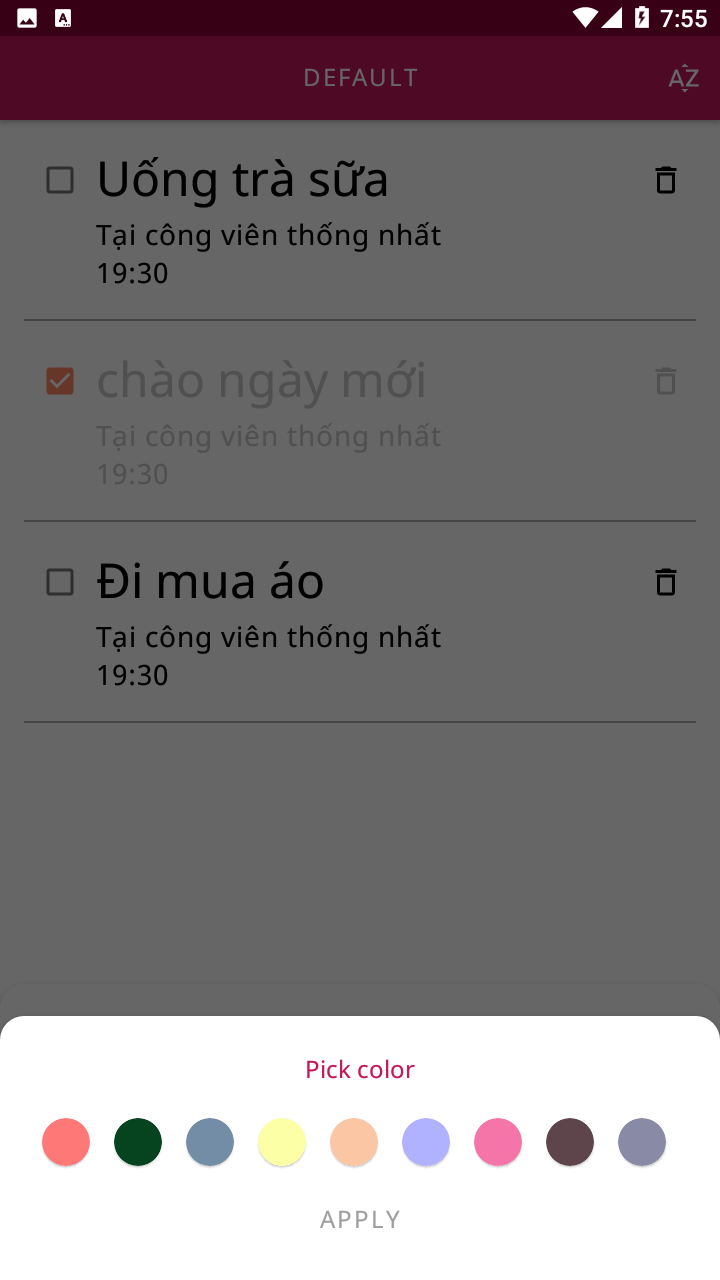 7:55
DEFAULT
AZ
Uống trà sữa
Tại công viên thống nhất
19:30
chào ngày mới
Tại công viên thống nhất
19:30
Đi mua áo
Tại công viên thống nhất
19:30
Pick color
APPLY